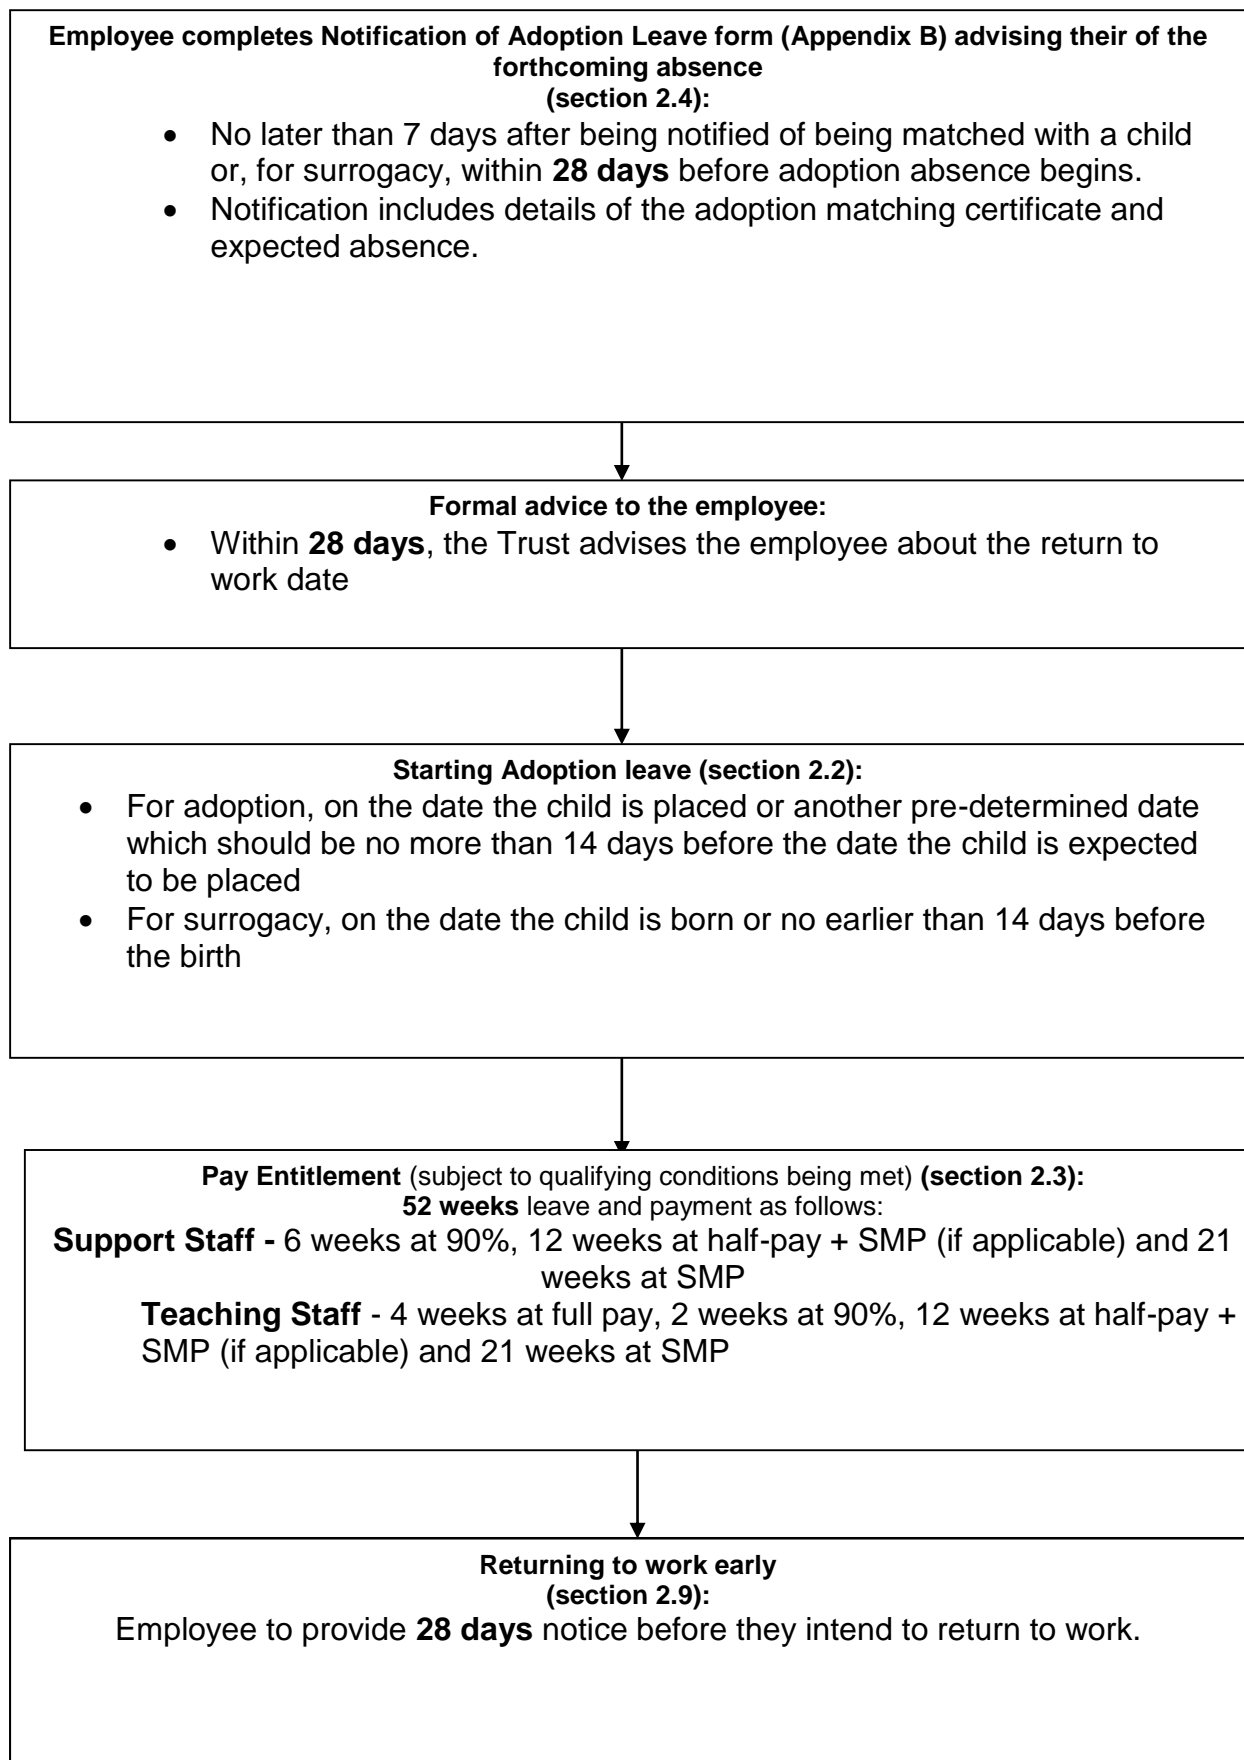 Employee completes Notification of Adoption Leave form (Appendix B) advising their of the
forthcoming absence
(section 2.4):
• No later than 7 days after being notified of being matched with a child
or, for surrogacy, within 28 days before adoption absence begins.
• Notification includes details of the adoption matching certificate and
expected absence.
Formal advice to the employee:
• Within 28 days, the Trust advises the employee about the return to
work date
Starting Adoption leave (section 2.2):
• For adoption, on the date the child is placed or another pre-determined date
which should be no more than 14 days before the date the child is expected
to be placed
• For surrogacy, on the date the child is born or no earlier than 14 days before
the birth
Pay Entitlement (subject to qualifying conditions being met) (section 2.3):
52 weeks leave and payment as follows:
Support Staff - 6 weeks at 90%, 12 weeks at half-pay + SMP (if applicable) and 21
weeks at SMP
Teaching Staff - 4 weeks at full pay, 2 weeks at 90%, 12 weeks at half-pay +
SMP (if applicable) and 21 weeks at SMP
Returning to work early
(section 2.9):
Employee to provide 28 days notice before they intend to return to work.